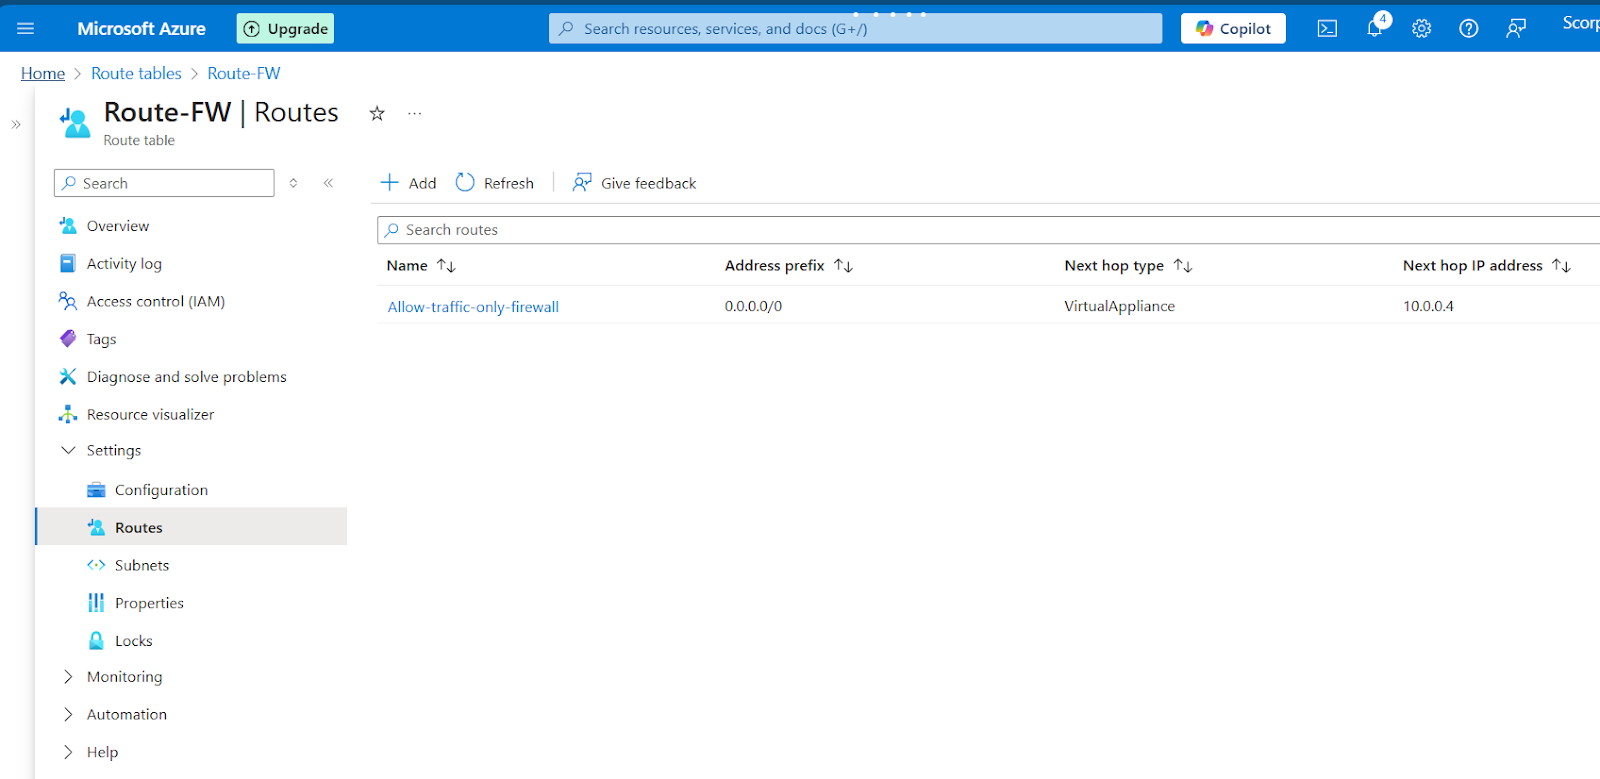 Microsoft Azure
Upgrade
Search resources, services, and docs (G+/)
Copilot
4
Home > Route tables > Route-FW
Route-FW | Routes
Route table
Search
Add
Refresh
Give feedback
Overview
Activity log
Access control (IAM)
Tags
Diagnose and solve problems
Resource visualizer
Settings
Configuration
Routes
Subnets
Properties
Locks
Monitoring
Automation
Help
Search routes
Name Address prefix Next hop type Next hop IP address
Allow-traffic-only-firewall 0.0.0.0/0 VirtualAppliance 10.0.0.4